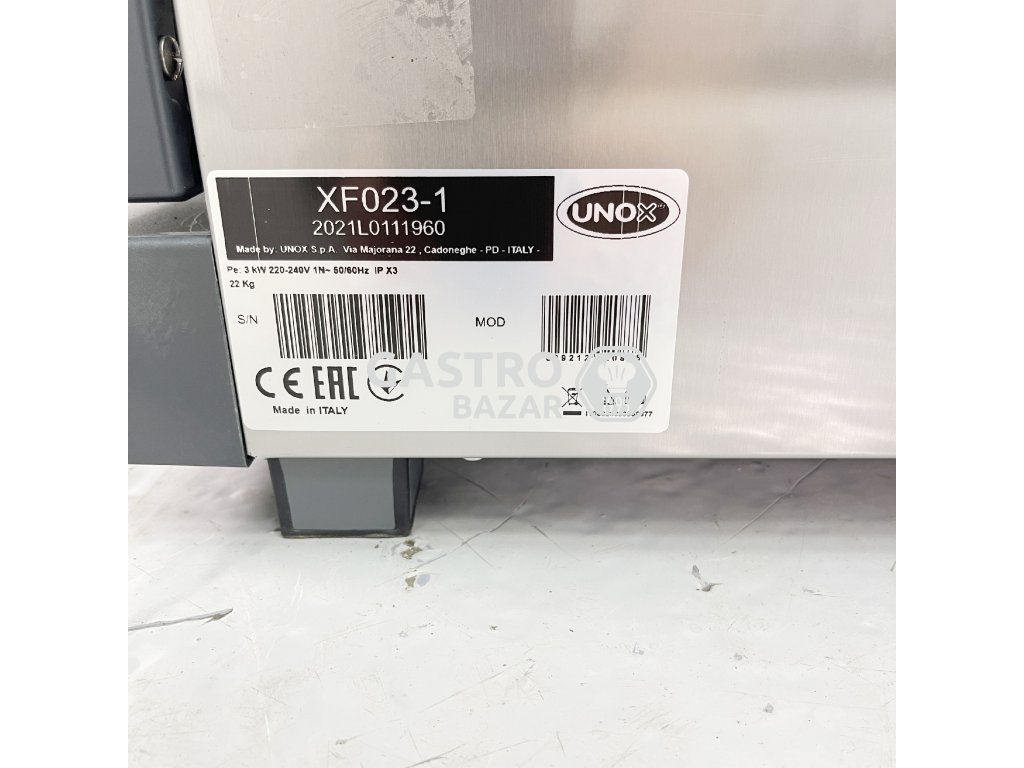 XF023-1
2021L0111960
Made by: UNOX S.p.A. Via Majorana 22 , Cadoneghe - PD - ITALY -
UNOX
Pe: 3 kW 220-240V 1N~ 50/60Hz IP X3
22 Kg
S/N
MOD
CE EAC
Made in ITALY
GASTRO
BAZAR